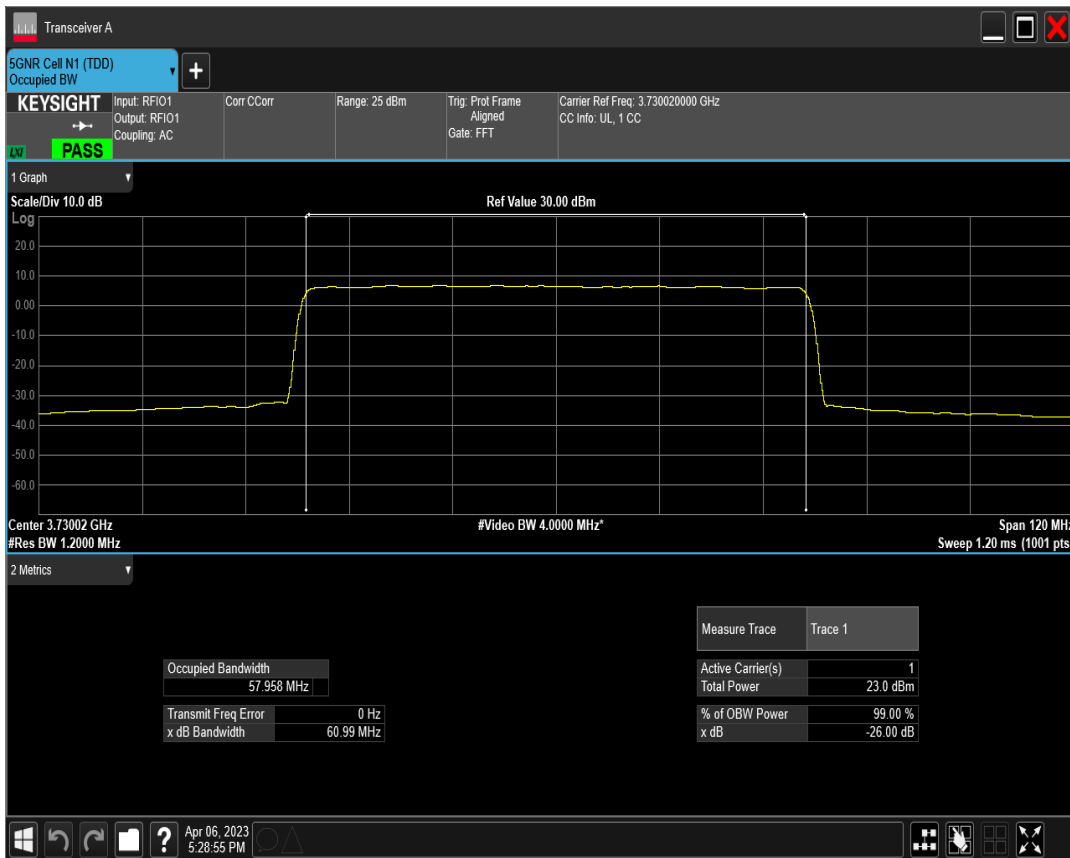 Transceiver A
5GNR Cell N1 (TDD)
Occupied BW
+
KEYSIGHT
LXI
PASS
Input: RFIO1
Output: RFIO1
Coupling: AC
Corr CCorr
Range: 25 dBm
Trig: Prot Frame
Aligned
Gate: FFT
Carrier Ref Freq: 3.730020000 GHz
CC Info: UL, 1 CC
1 Graph
Scale/Div 10.0 dB
Ref Value 30.00 dBm
Log
20.0
10.0
0.00
-10.0
-20.0
-30.0
-40.0
-50.0
-60.0
Center 3.73002 GHz
#Video BW 4.0000 MHz*
Span 120 MHz
#Res BW 1.2000 MHz
Sweep 1.20 ms (1001 pts
2 Metrics
Measure Trace Trace 1
Occupied Bandwidth
57.958 MHz
Active Carrier(s) 1
Total Power 23.0 dBm
Transmit Freq Error 0 Hz
x dB Bandwidth 60.99 MHz
% of OBW Power 99.00 %
x dB -26.00 dB
?
Apr 06, 2023
5:28:55 PM